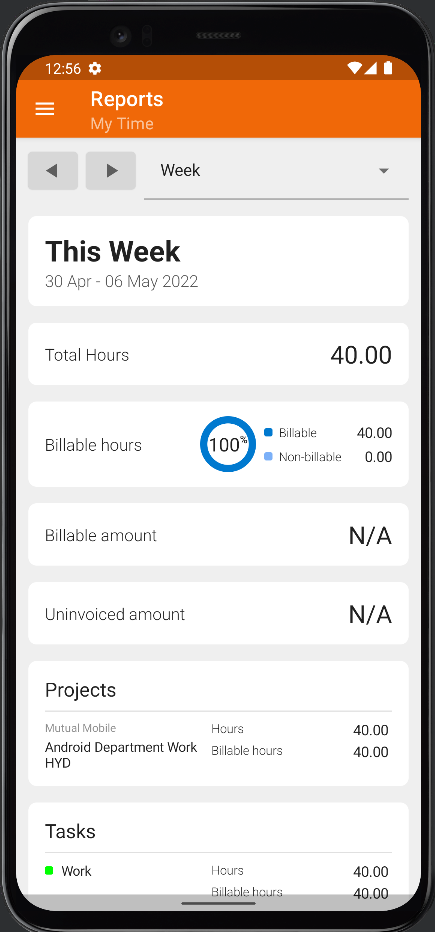 12:56
Reports
My Time
Week
This Week
30 Apr - 06 May 2022
Total Hours 40.00
Billable hours 100% Billable 40.00
Non-billable 0.00
Billable amount N/A
Uninvoiced amount N/A
Projects
Mutual Mobile Hours 40.00
Android Department Work Billable hours 40.00
HYD
Tasks
Work Hours 40.00
Billable hours 40.00